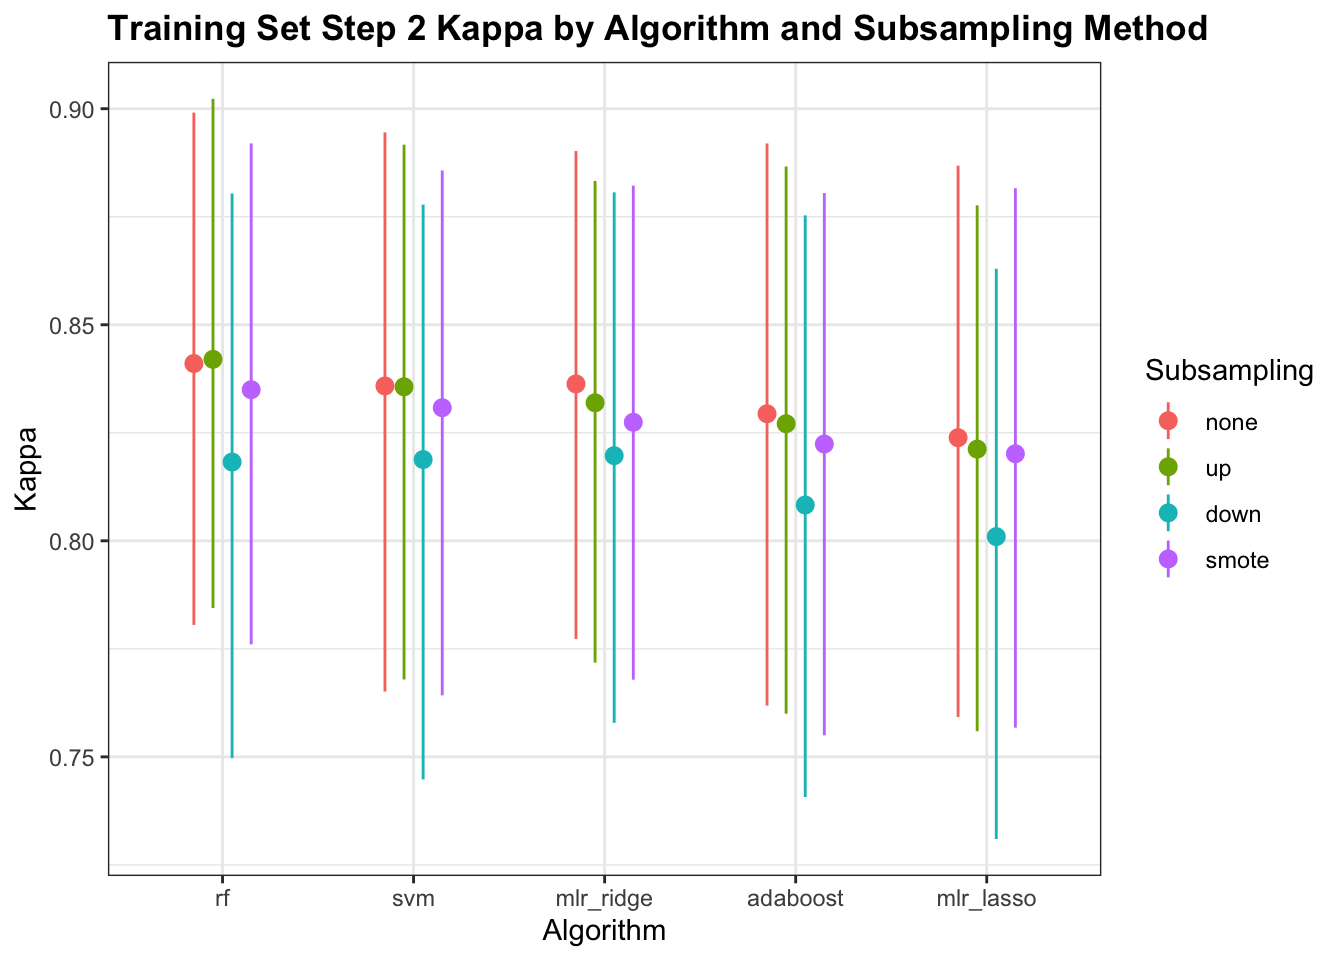 Training Set Step 2 Kappa by Algorithm and Subsampling Method
0.90
0.85
0.80
0.75
Kappa
rf svm mlr_ridge adaboost mlr_lasso
Algorithm
Subsampling
none
up
down
smote